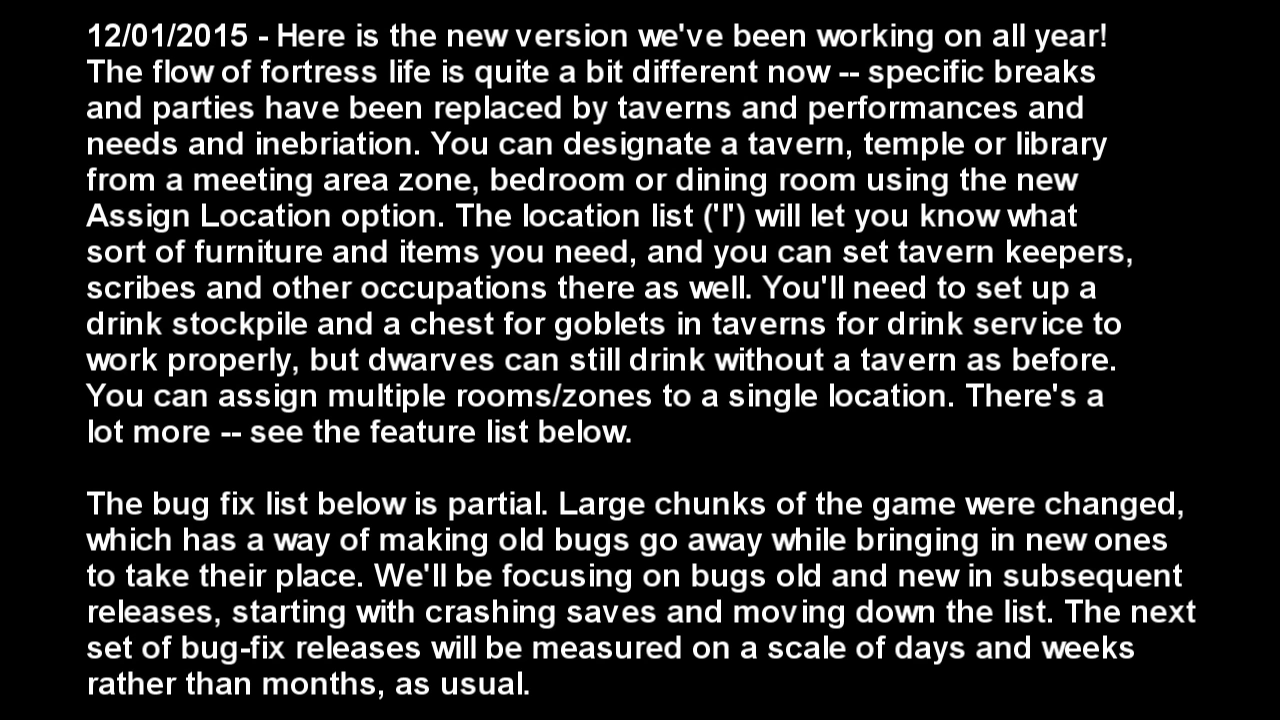 12/01/2015 - Here is the new version we've been working on all year!
The flow of fortress life is quite a bit different now -- specific breaks
and parties have been replaced by taverns and performances and
needs and inebriation. You can designate a tavern, temple or library
from a meeting area zone, bedroom or dining room using the new
Assign Location option. The location list ('l') will let you know what
sort of furniture and items you need, and you can set tavern keepers,
scribes and other occupations there as well. You'll need to set up a
drink stockpile and a chest for goblets in taverns for drink service to
work properly, but dwarves can still drink without a tavern as before.
You can assign multiple rooms/zones to a single location. There's a
lot more -- see the feature list below.

The bug fix list below is partial. Large chunks of the game were changed,
which has a way of making old bugs go away while bringing in new ones
to take their place. We'll be focusing on bugs old and new in subsequent
releases, starting with crashing saves and moving down the list. The next
set of bug-fix releases will be measured on a scale of days and weeks
rather than months, as usual.